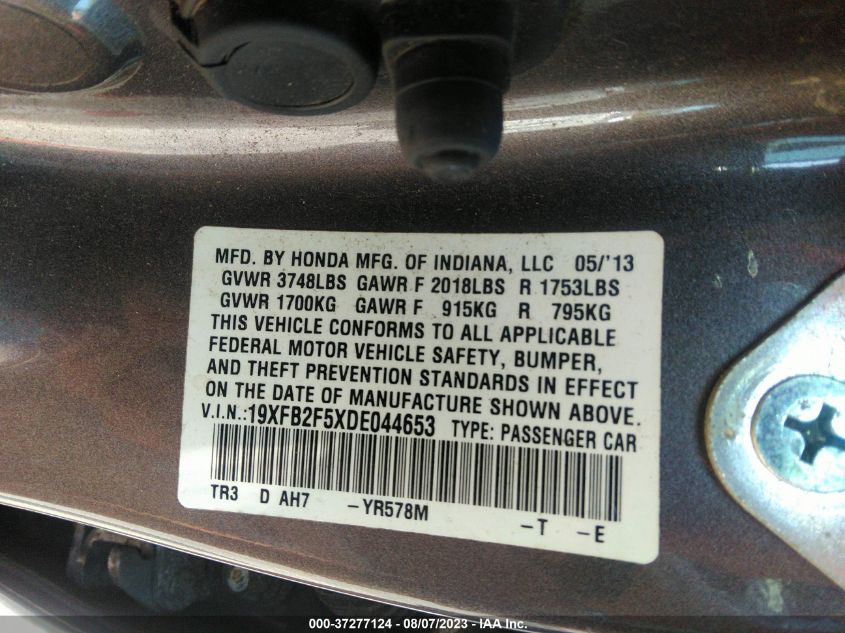 MFD. BY HONDA MFG. OF INDIANA, LLC 05/'13
GVWR 3748LBS GAWR F 2018LBS R 1753LBS
GVWR 1700KG GAWR F 915KG R 795KG
THIS VEHICLE CONFORMS TO ALL APPLICABLE
FEDERAL MOTOR VEHICLE SAFETY, BUMPER,
AND THEFT PREVENTION STANDARDS IN EFFECT
ON THE DATE OF MANUFACTURE SHOWN ABOVE.
V.I.N.:19XFB2F5XDE044653 TYPE: PASSENGER CAR
TR3 D AH7 -YR578M -T -E
000-37277124 - 08/07/2023 - IAA Inc.